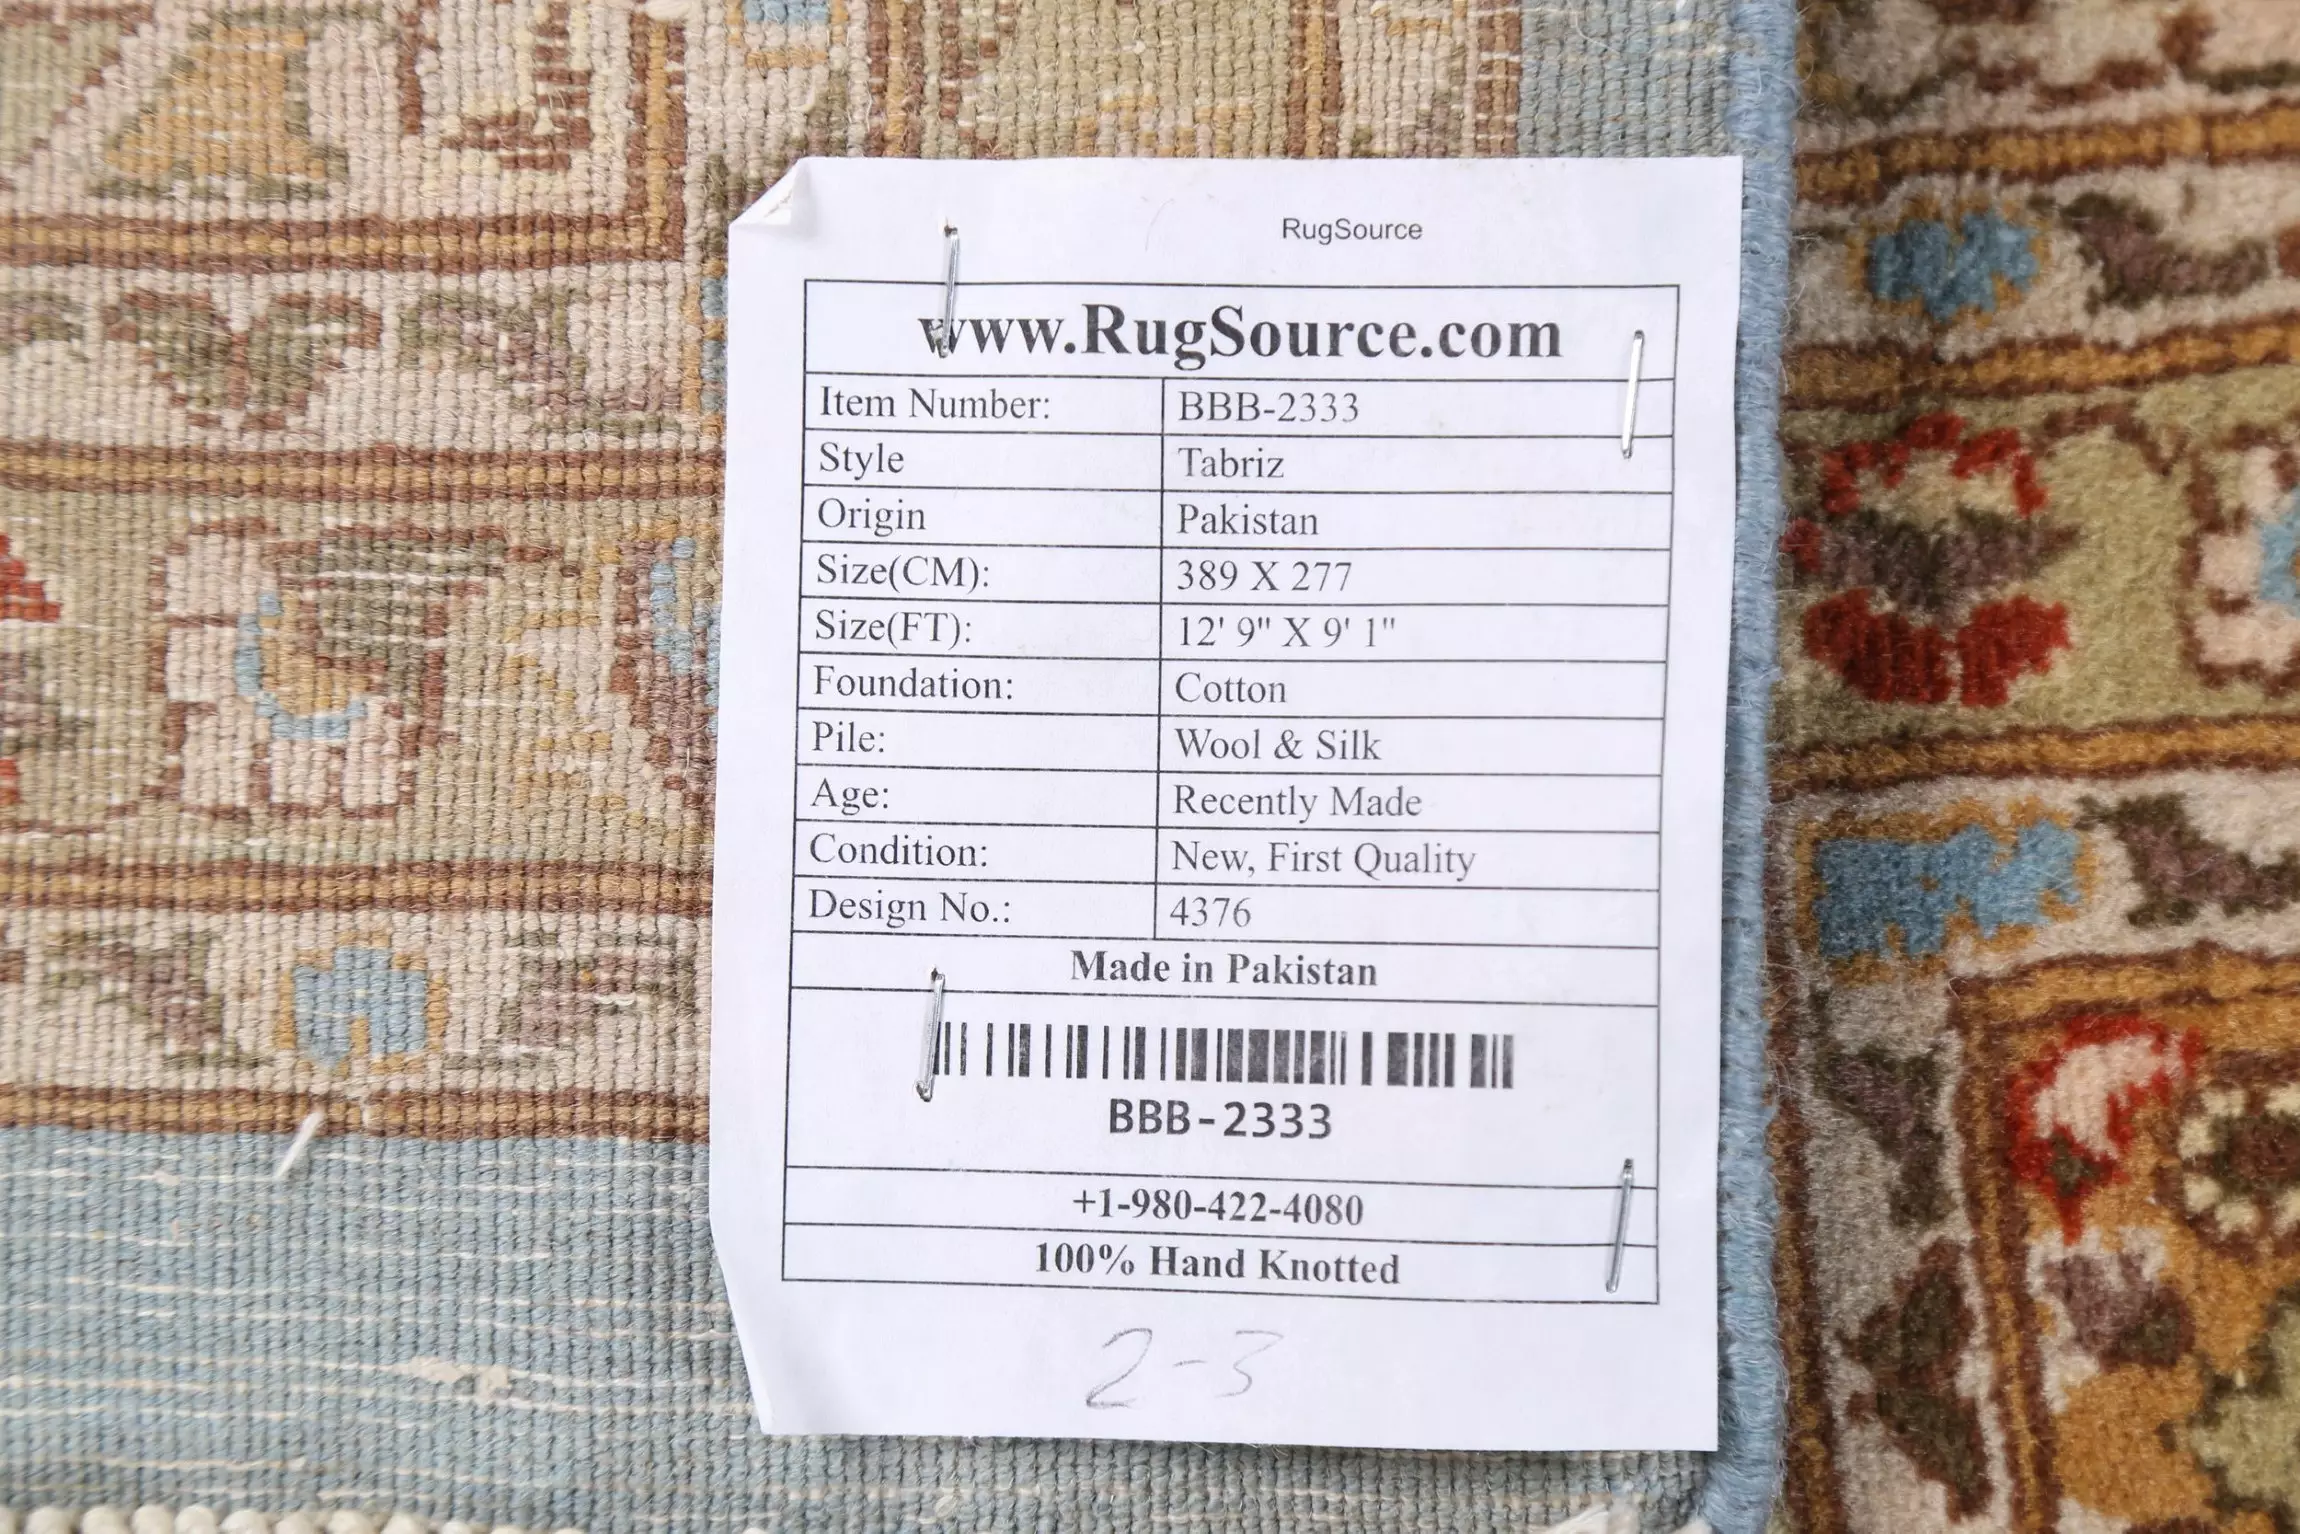 RugSource
www.RugSource.com
Item Number: BBB-2333
Style Tabriz
Origin Pakistan
Size(CM): 389 X 277
Size(FT): 12' 9" X 9' 1"
Foundation: Cotton
Pile: Wool & Silk
Age: Recently Made
Condition: New, First Quality
Design No.: 4376
Made in Pakistan
BBB-2333
+1-980-422-4080
100% Hand Knotted
2-3